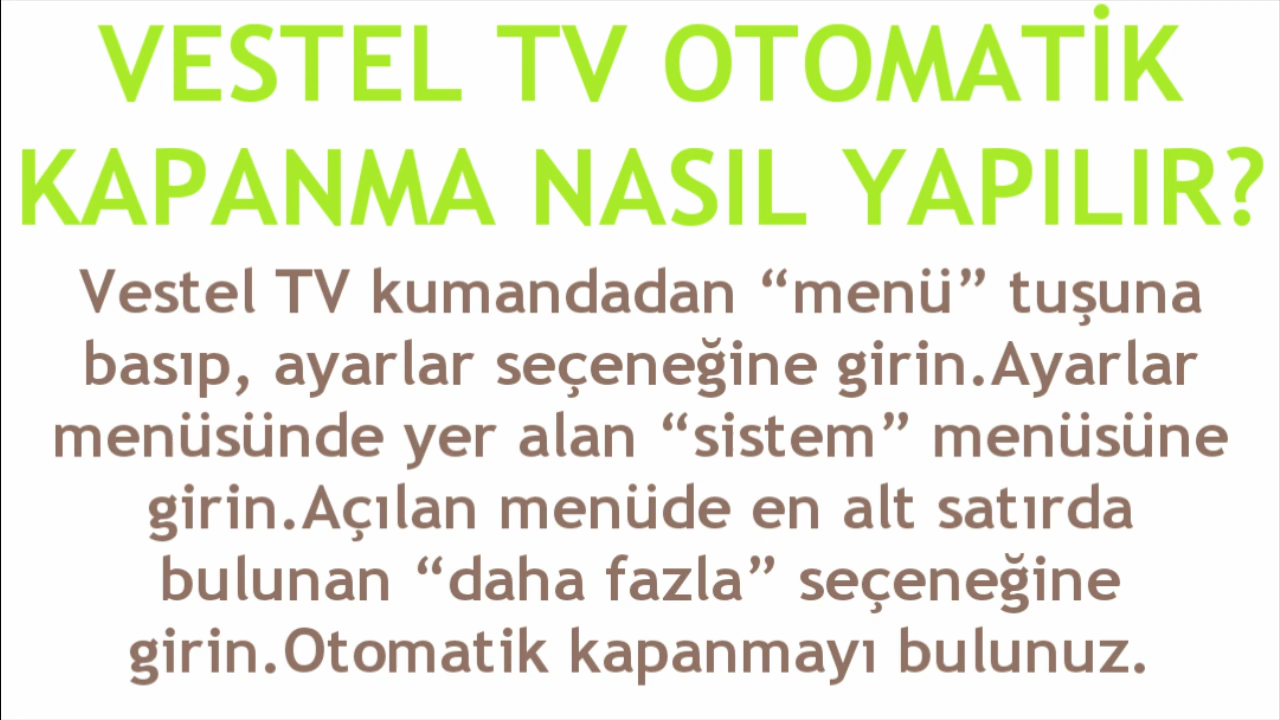 VESTEL TV OTOMATİK
KAPANMA NASIL YAPILIR?
Vestel TV kumandadan “menü” tuşuna
basıp, ayarlar seçeneğine girin.Ayarlar
menüsünde yer alan “sistem” menüsüne
girin.Açılan menüde en alt satırda
bulunan “daha fazla” seçeneğine
girin.Otomatik kapanmayı bulunuz.